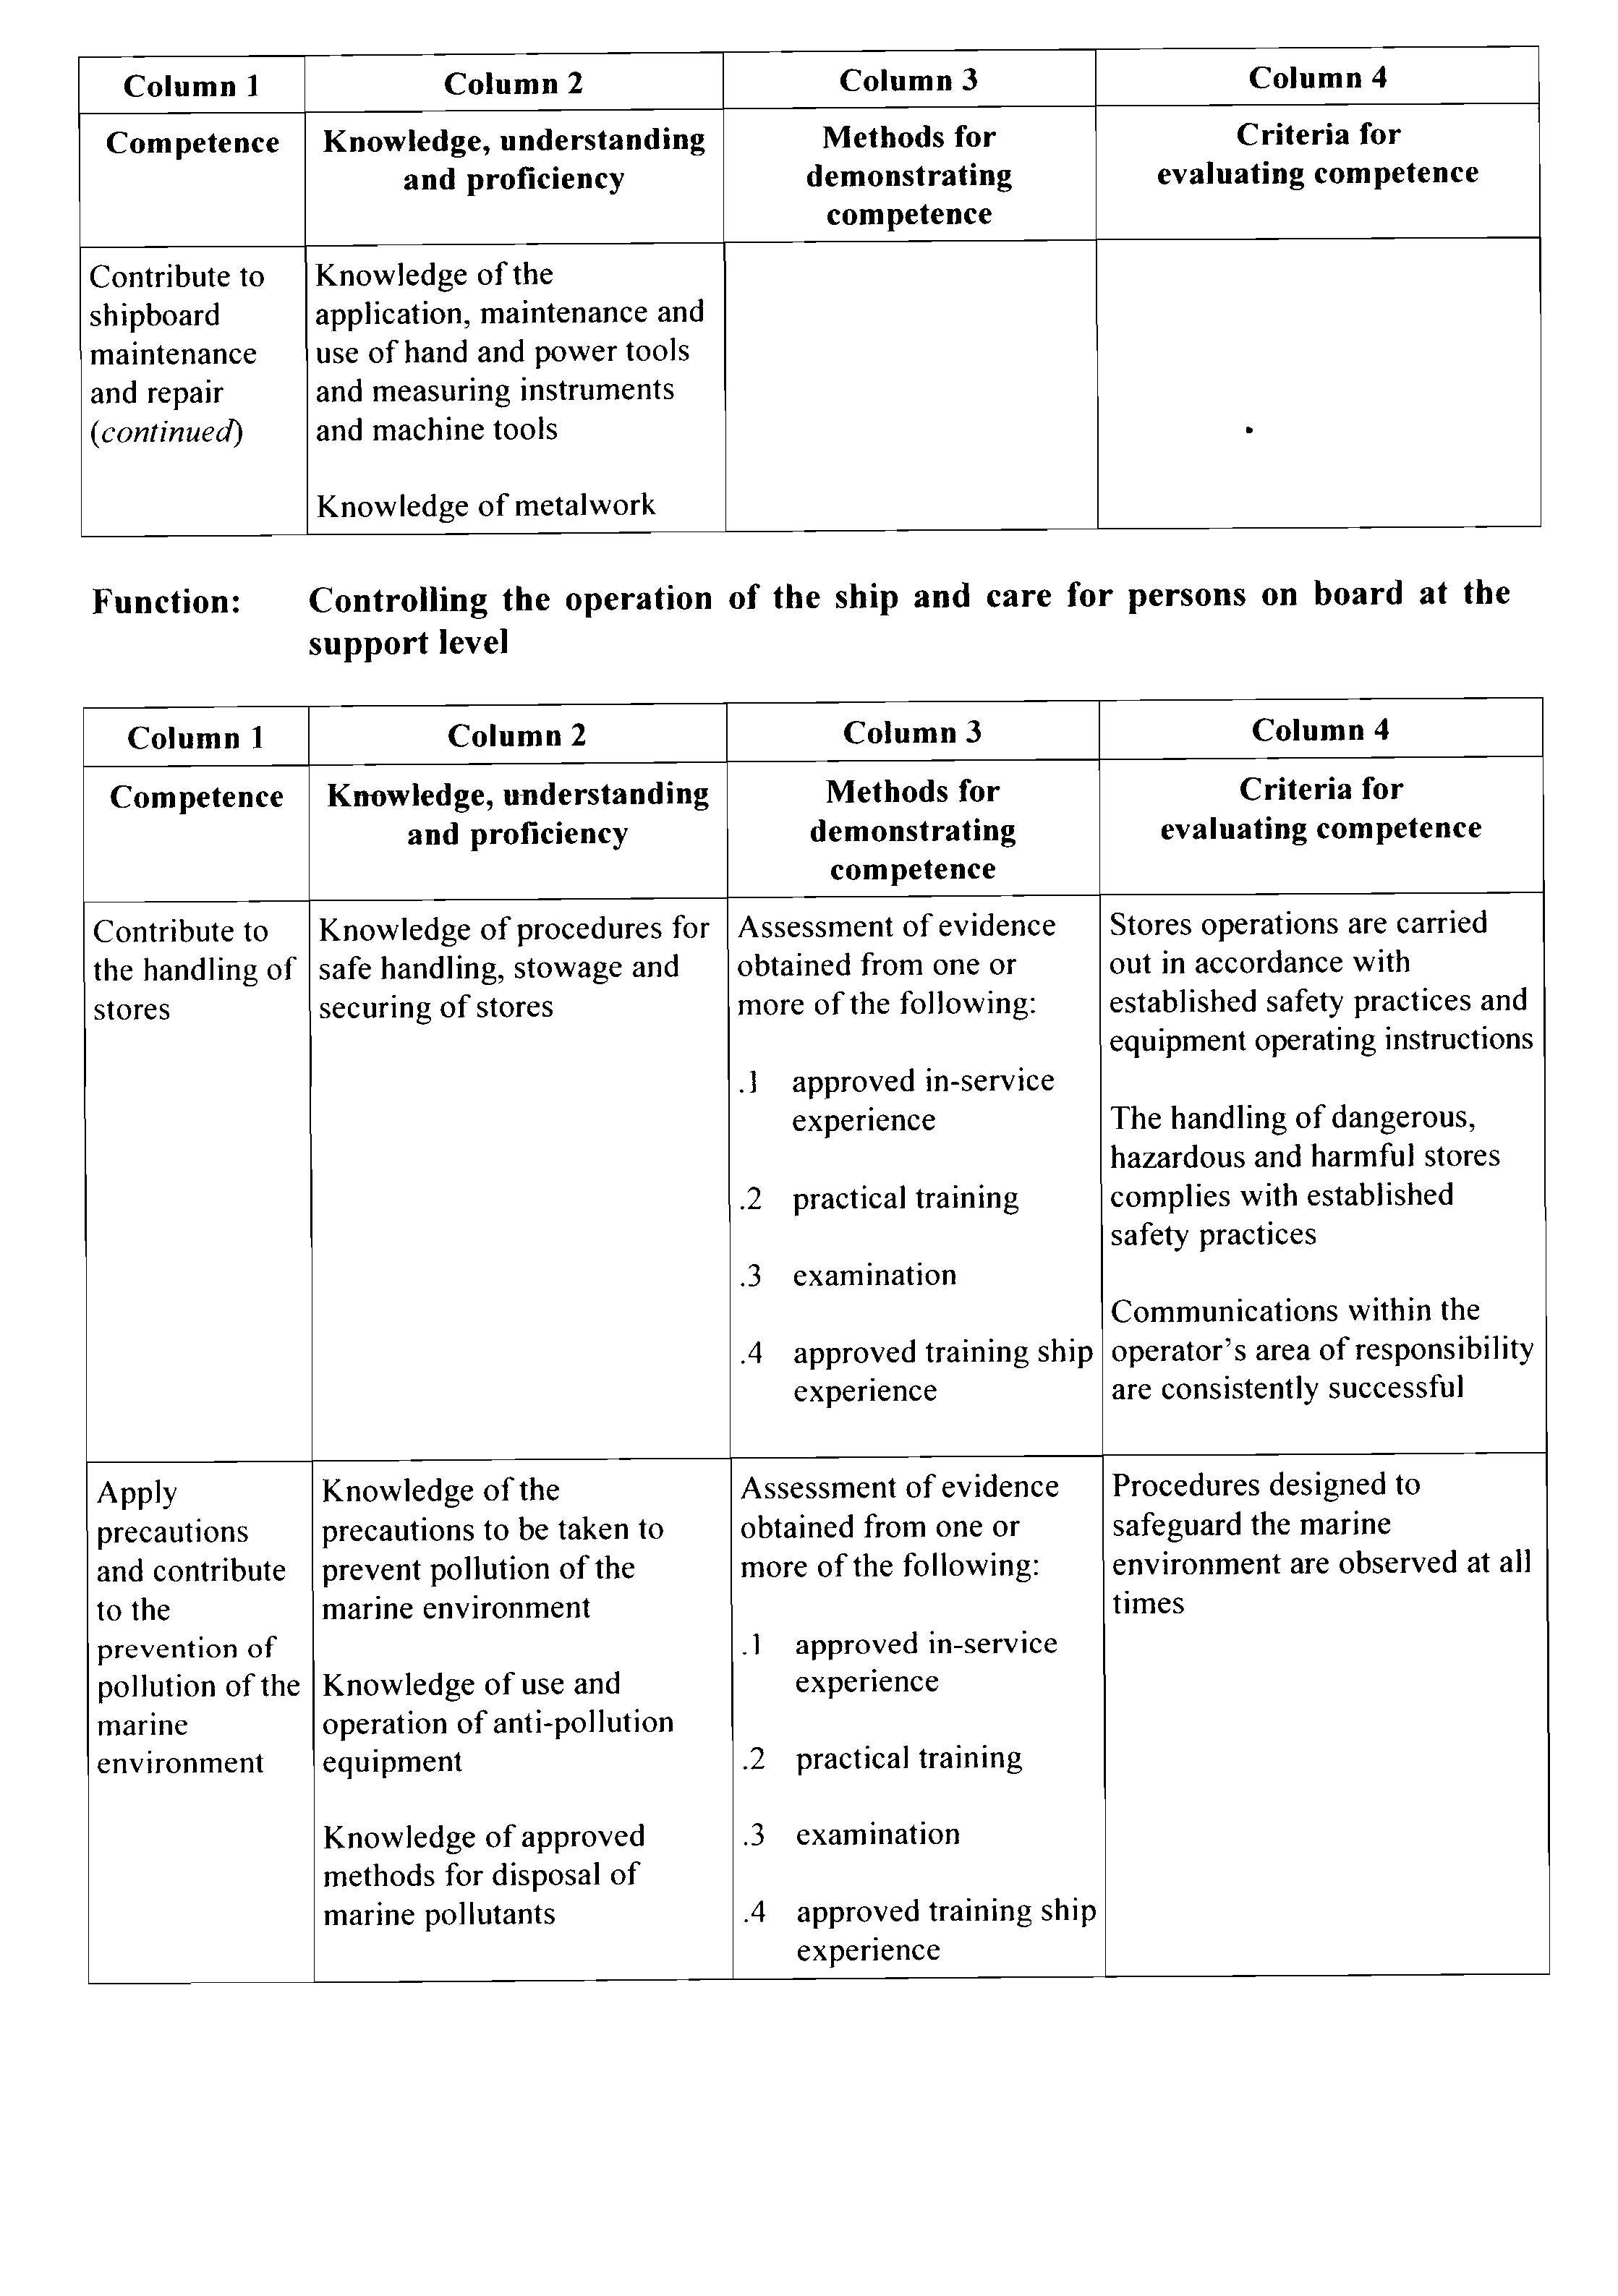 Column 1
Column 2
Column 3
Column 4
Competence
Knowledge, understanding
and proficiency
Methods for
demonstrating
competence
Criteria for
evaluating competence
Contribute to
shipboard
maintenance
and repair
(continued)
Knowledge of the
application, maintenance and
use of hand and power tools
and measuring instruments
and machine tools
Knowledge of metalwork
Function: Controlling the operation of the ship and care for persons on board at the
support level
Column 1
Column 2
Column 3
Column 4
Competence
Knowledge, understanding
and proficiency
Methods for
demonstrating
competence
Criteria for
evaluating competence
Contribute to
the handling of
stores
Knowledge of procedures for
safe handling, stowage and
securing of stores
Assessment of evidence
obtained from one or
more of the following:
.1 approved in-service
experience
.2 practical training
.3 examination
.4 approved training ship
experience
Stores operations are carried
out in accordance with
established safety practices and
equipment operating instructions
The handling of dangerous,
hazardous and harmful stores
complies with established
safety practices
Communications within the
operator's area of responsibility
are consistently successful
Apply
precautions
and contribute
to the
prevention of
pollution of the
marine
environment
Knowledge of the
precautions to be taken to
prevent pollution of the
marine environment
Knowledge of use and
operation of anti-pollution
equipment
Knowledge of approved
methods for disposal of
marine pollutants
Assessment of evidence
obtained from one or
more of the following:
.1 approved in-service
experience
.2 practical training
.3 examination
.4 approved training ship
experience
Procedures designed to
safeguard the marine
environment are observed at all
times